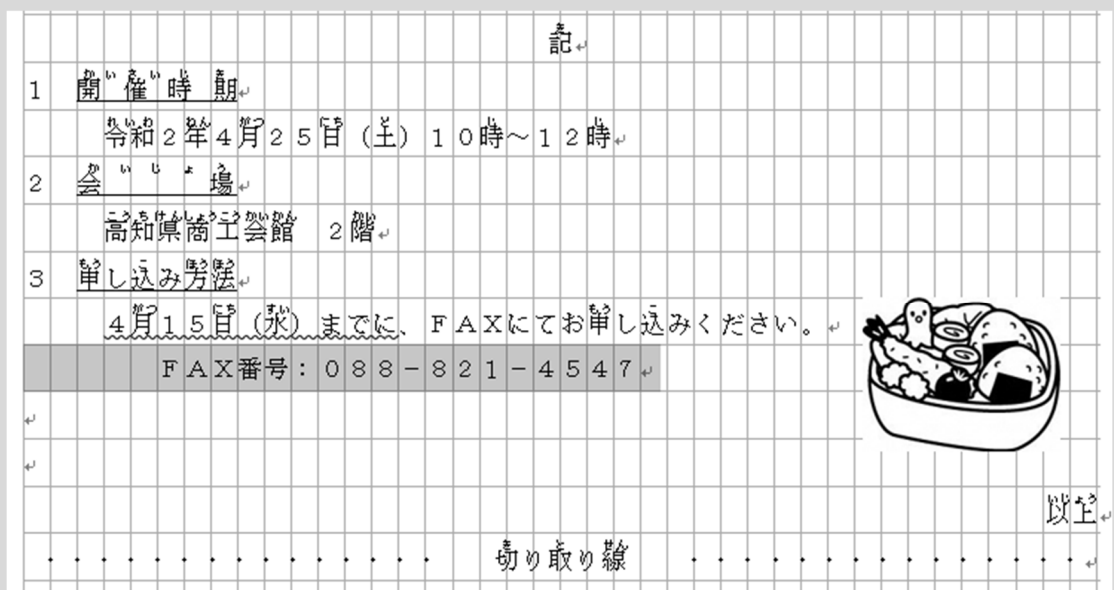 記
1 開催時期
令和２年４月２５日（土）１０時～１２時
2 会場
高知県商工会館　２階
3 申し込み方法
４月１５日（水）までに、ＦＡＸにてお申し込みください。
ＦＡＸ番号：０８８－８２１－４５４７
以上
・・・・・・・・・・・・・・・　切り取り線　・・・・・・・・・・・・・・・